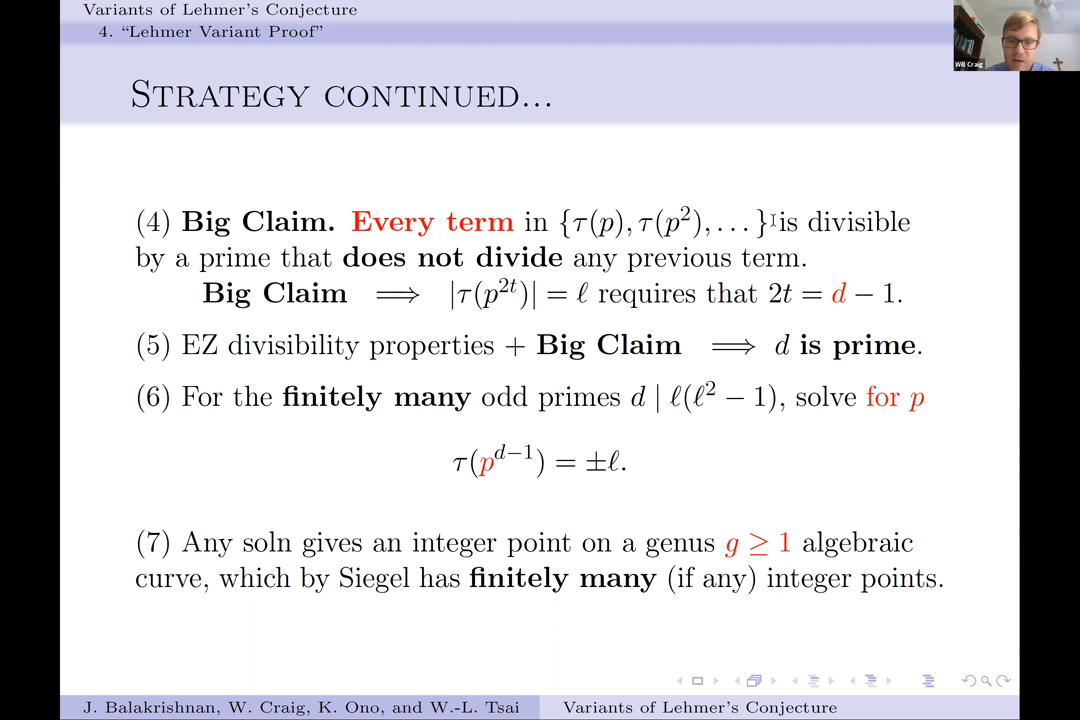 Variants of Lehmer's Conjecture
4. “Lehmer Variant Proof”
Will Craig
STRATEGY CONTINUED...
(4) Big Claim. Every term in {τ(p), τ(p²), . . . } is divisible
by a prime that does not divide any previous term.
Big Claim ⟹ |τ(p²ᵗ)| = ℓ requires that 2t = d − 1.
(5) EZ divisibility properties + Big Claim ⟹ d is prime.
(6) For the finitely many odd primes d | ℓ(ℓ² − 1), solve for p
τ(p^{d−1}) = ±ℓ.
(7) Any soln gives an integer point on a genus g ≥ 1 algebraic
curve, which by Siegel has finitely many (if any) integer points.
J. Balakrishnan, W. Craig, K. Ono, and W.-L. Tsai
Variants of Lehmer's Conjecture